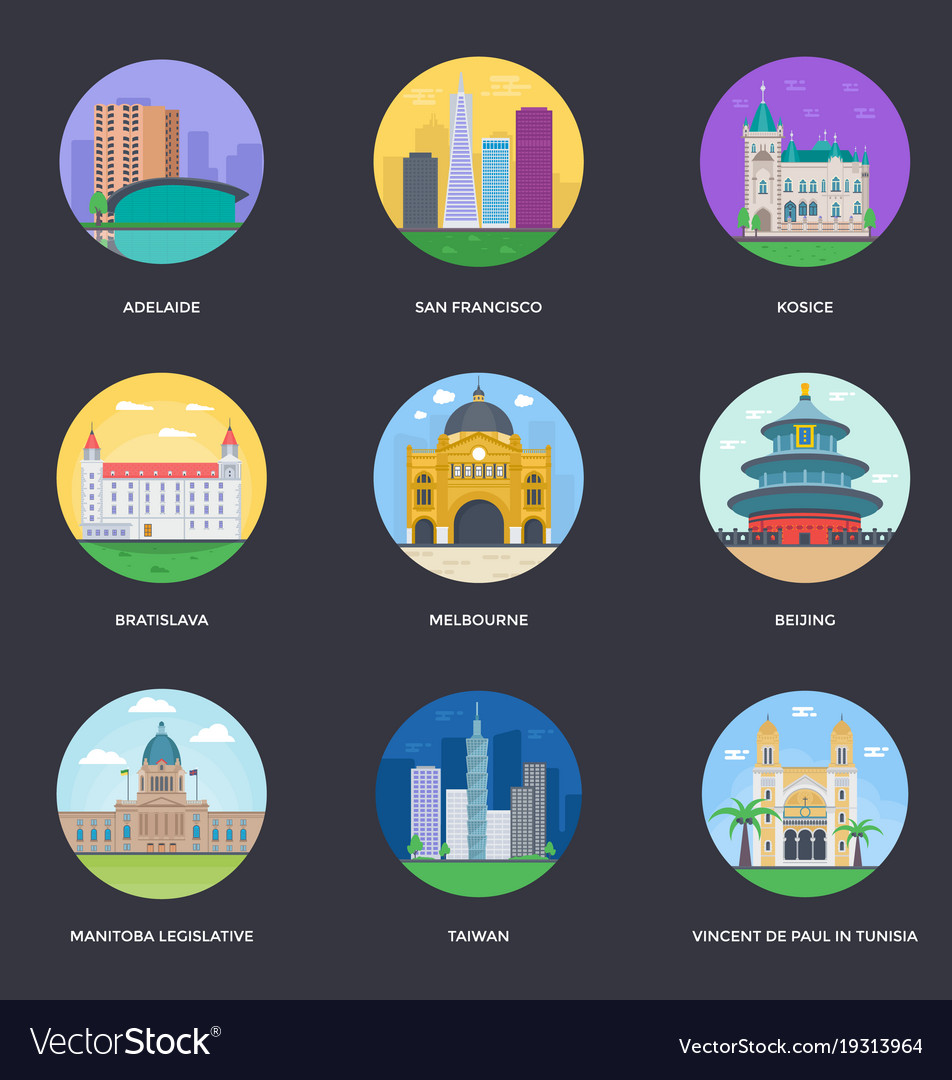 ADELAIDE
SAN FRANCISCO
KOSICE
BRATISLAVA
MELBOURNE
BEIJING
MANITOBA LEGISLATIVE
TAIWAN
VINCENT DE PAUL IN TUNISIA
VectorStock®
VectorStock.com/19313964